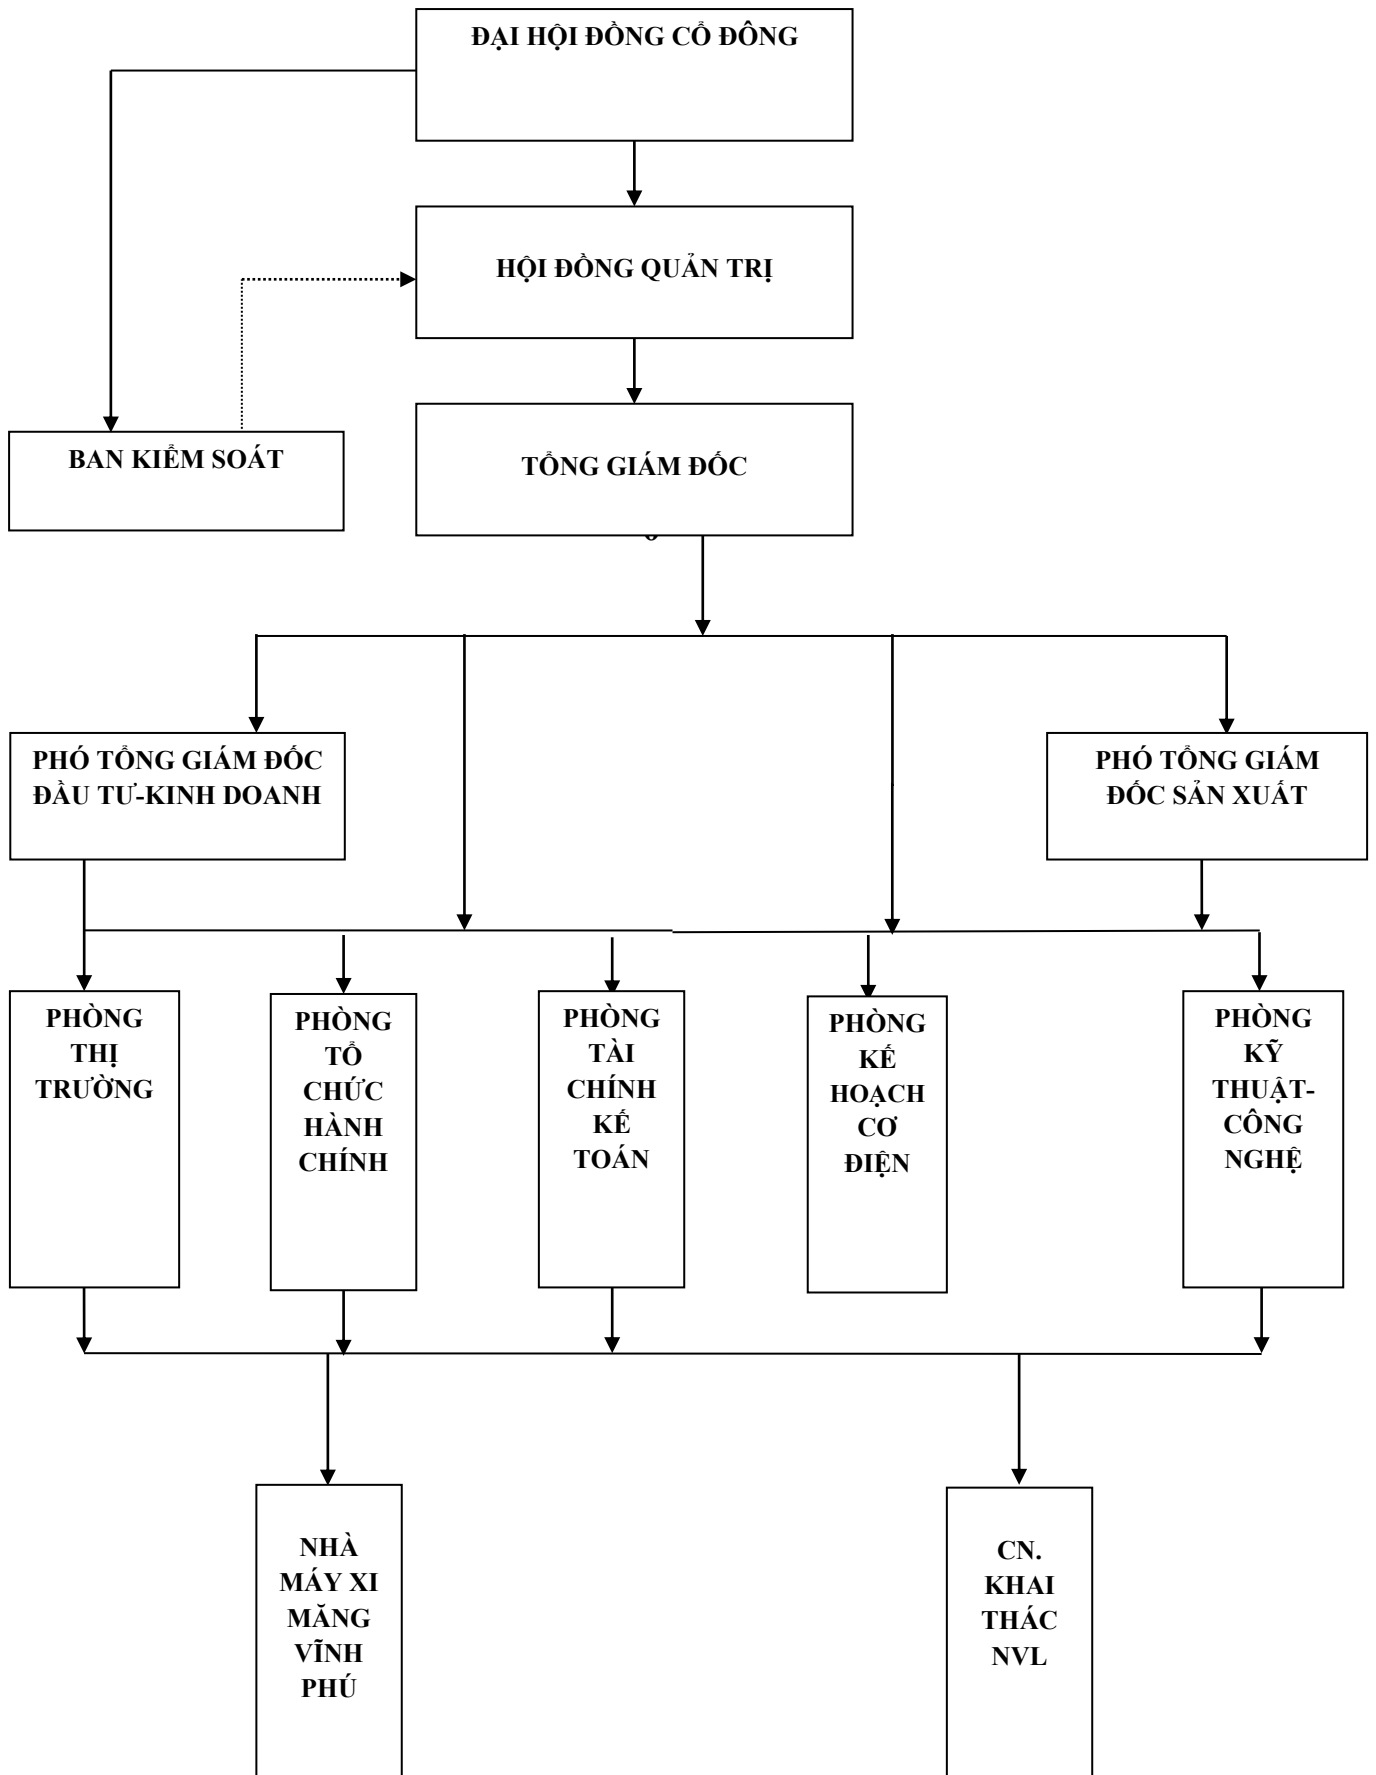 ĐẠI HỘI ĐỒNG CỔ ĐÔNG
HỘI ĐỒNG QUẢN TRỊ
BAN KIỂM SOÁT
TỔNG GIÁM ĐỐC
PHÓ TỔNG GIÁM ĐỐC
ĐẦU TƯ-KINH DOANH
PHÓ TỔNG GIÁM
ĐỐC SẢN XUẤT
PHÒNG
THỊ
TRƯỜNG
PHÒNG
TỔ
CHỨC
HÀNH
CHÍNH
PHÒNG
TÀI
CHÍNH
KẾ
TOÁN
PHÒNG
KẾ
HOẠCH
CƠ
ĐIỆN
PHÒNG
KỸ
THUẬT-
CÔNG
NGHỆ
NHÀ
MÁY XI
MĂNG
VĨNH
PHÚ
CN.
KHAI
THÁC
NVL